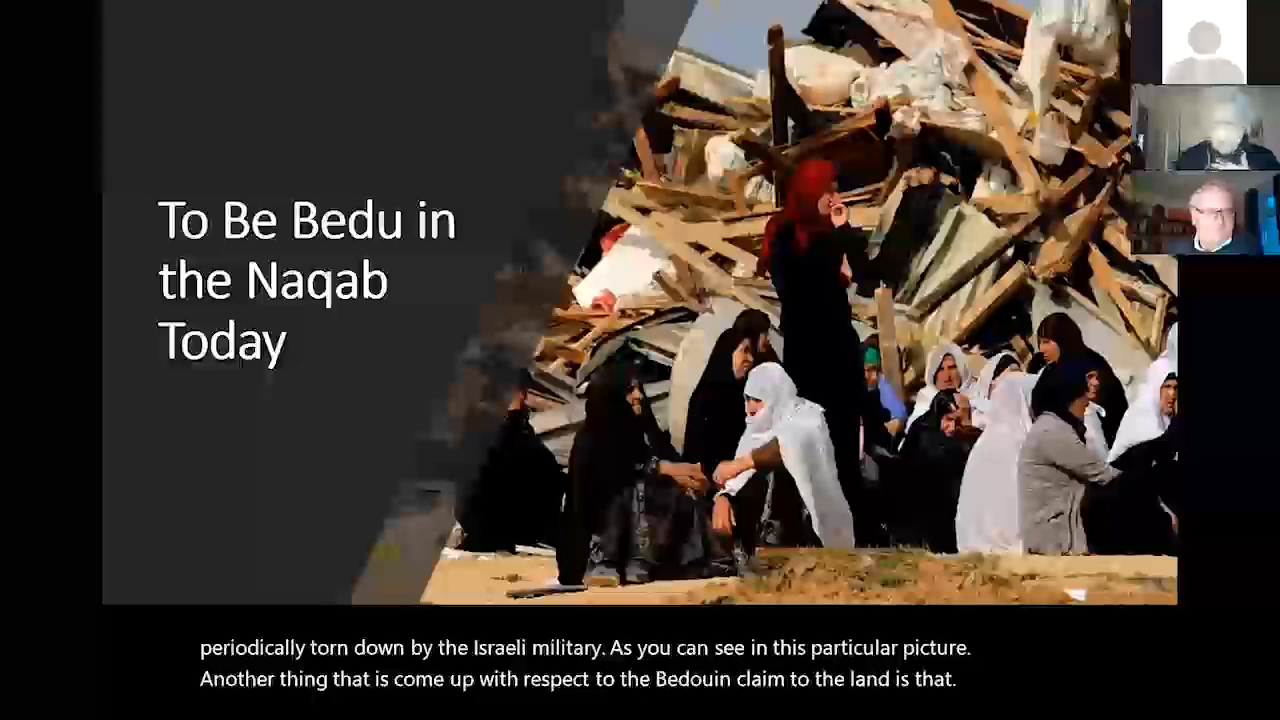 To Be Bedu in
the Naqab
Today
periodically torn down by the Israeli military. As you can see in this particular picture.
Another thing that is come up with respect to the Bedouin claim to the land is that.